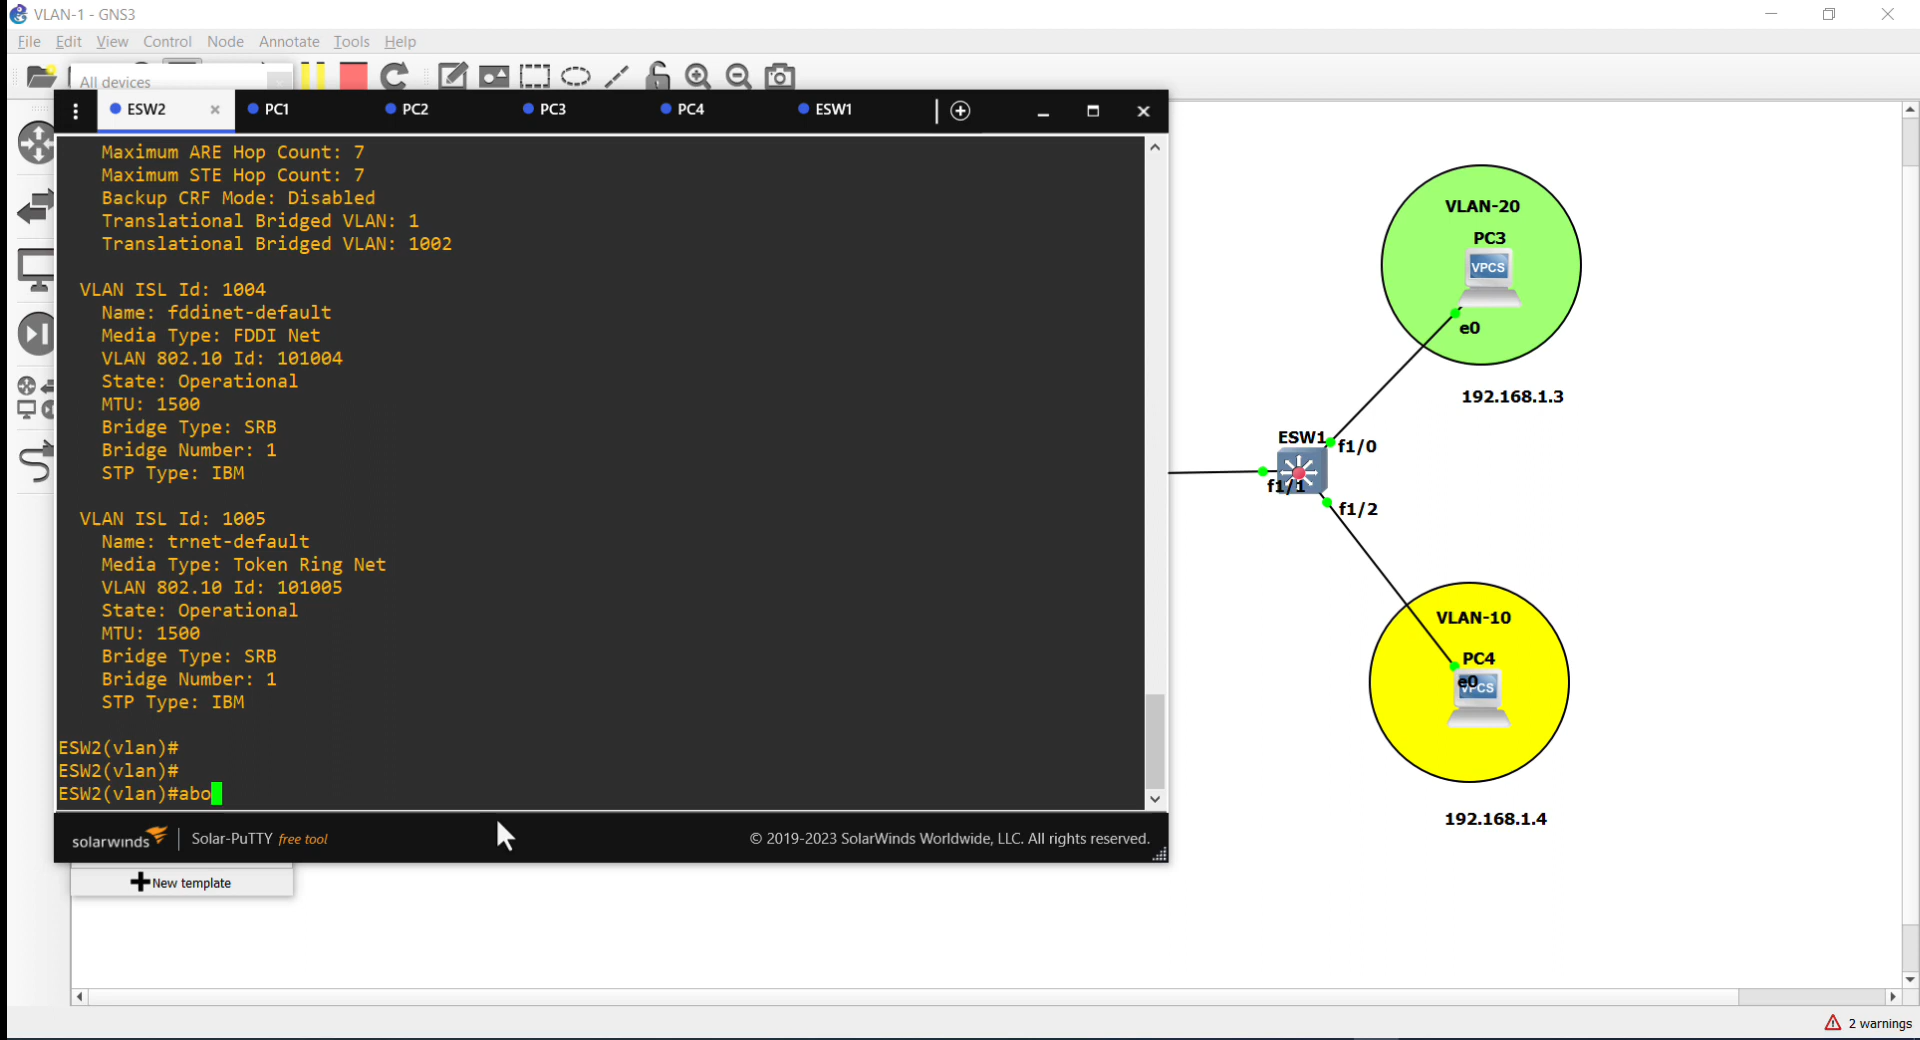 VLAN-1 - GNS3
File Edit View Control Node Annotate Tools Help
All devices
ESW2 PC1 PC2 PC3 PC4 ESW1
Maximum ARE Hop Count: 7
Maximum STE Hop Count: 7
Backup CRF Mode: Disabled
Translational Bridged VLAN: 1
Translational Bridged VLAN: 1002
VLAN ISL Id: 1004
Name: fddinet-default
Media Type: FDDI Net
VLAN 802.10 Id: 101004
State: Operational
MTU: 1500
Bridge Type: SRB
Bridge Number: 1
STP Type: IBM
VLAN ISL Id: 1005
Name: trnet-default
Media Type: Token Ring Net
VLAN 802.10 Id: 101005
State: Operational
MTU: 1500
Bridge Type: SRB
Bridge Number: 1
STP Type: IBM
ESW2(vlan)#
ESW2(vlan)#
ESW2(vlan)#abo
solarwinds Solar-PuTTY free tool © 2019-2023 SolarWinds Worldwide, LLC. All rights reserved.
New template
VLAN-20
PC3
VPCS
e0
192.168.1.3
ESW1
f1/0
f1/1
f1/2
VLAN-10
PC4
e0
VPCS
192.168.1.4
2 warnings